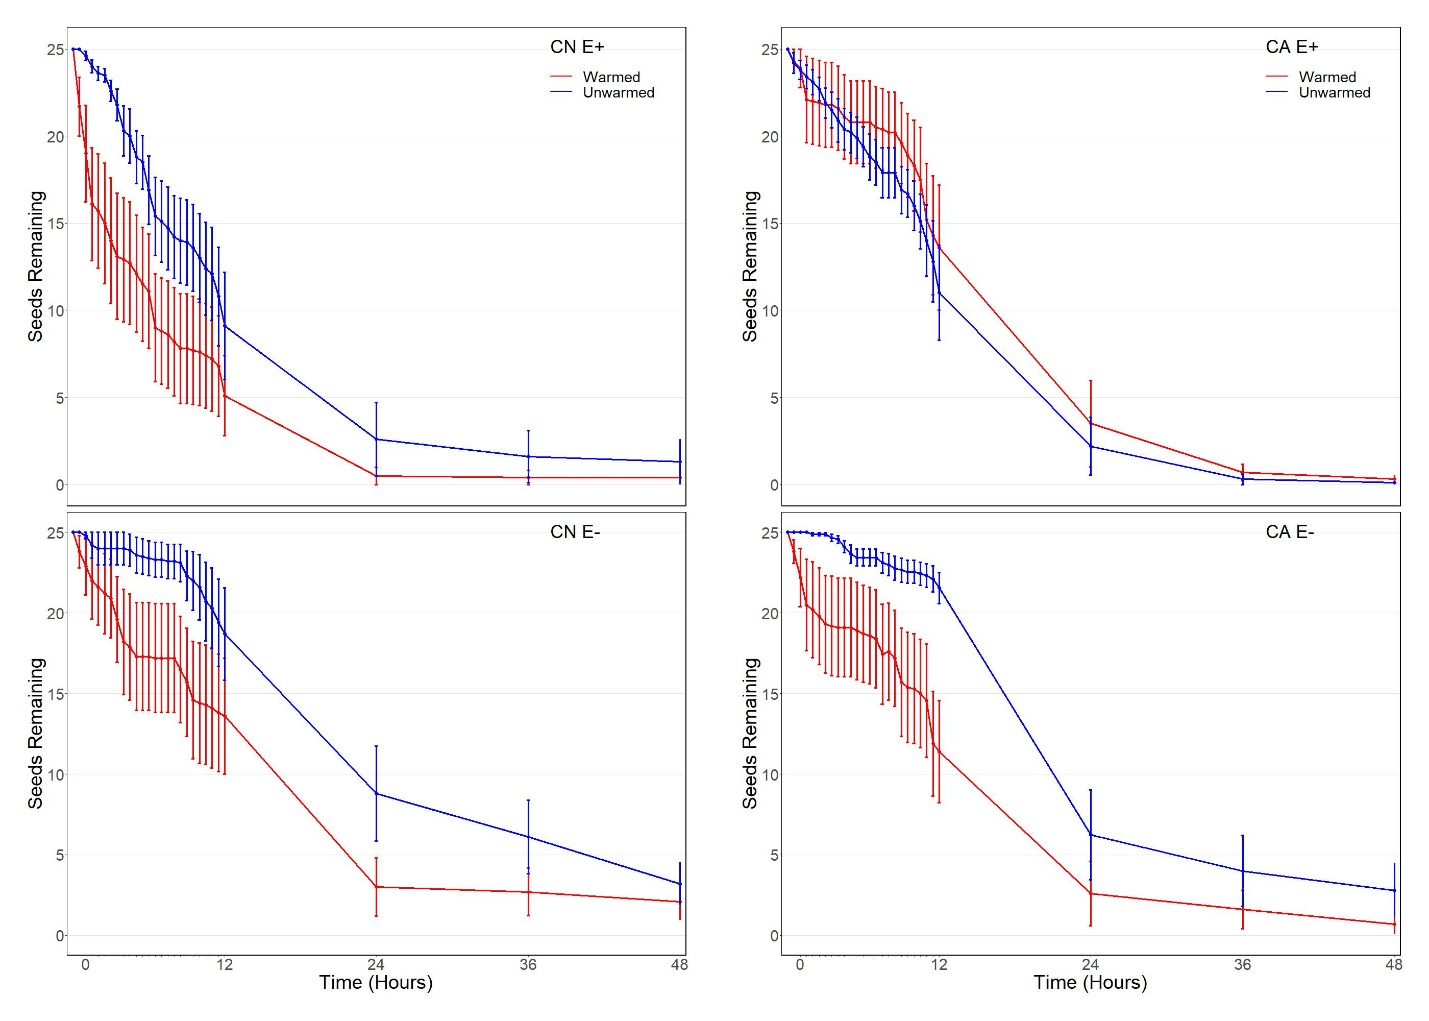 CN E+
Warmed
Unwarmed
25
20
15
10
5
0
Seeds Remaining
CA E+
Warmed
Unwarmed
25
20
15
10
5
0
Seeds Remaining
CN E-
25
20
15
10
5
0
Seeds Remaining
0 12 24 36 48
Time (Hours)
CA E-
25
20
15
10
5
0
Seeds Remaining
0 12 24 36 48
Time (Hours)